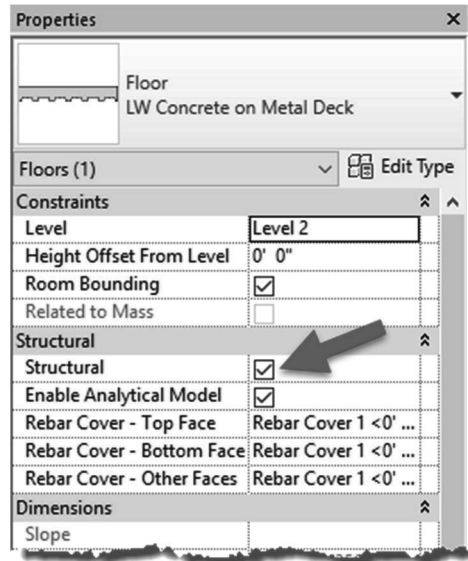 Properties ×
Floor
LW Concrete on Metal Deck
Floors (1) Edit Type
Constraints
Level Level 2
Height Offset From Level 0' 0"
Room Bounding
Related to Mass
Structural
Structural
Enable Analytical Model
Rebar Cover - Top Face Rebar Cover 1 <0' ...
Rebar Cover - Bottom Face Rebar Cover 1 <0' ...
Rebar Cover - Other Faces Rebar Cover 1 <0' ...
Dimensions
Slope